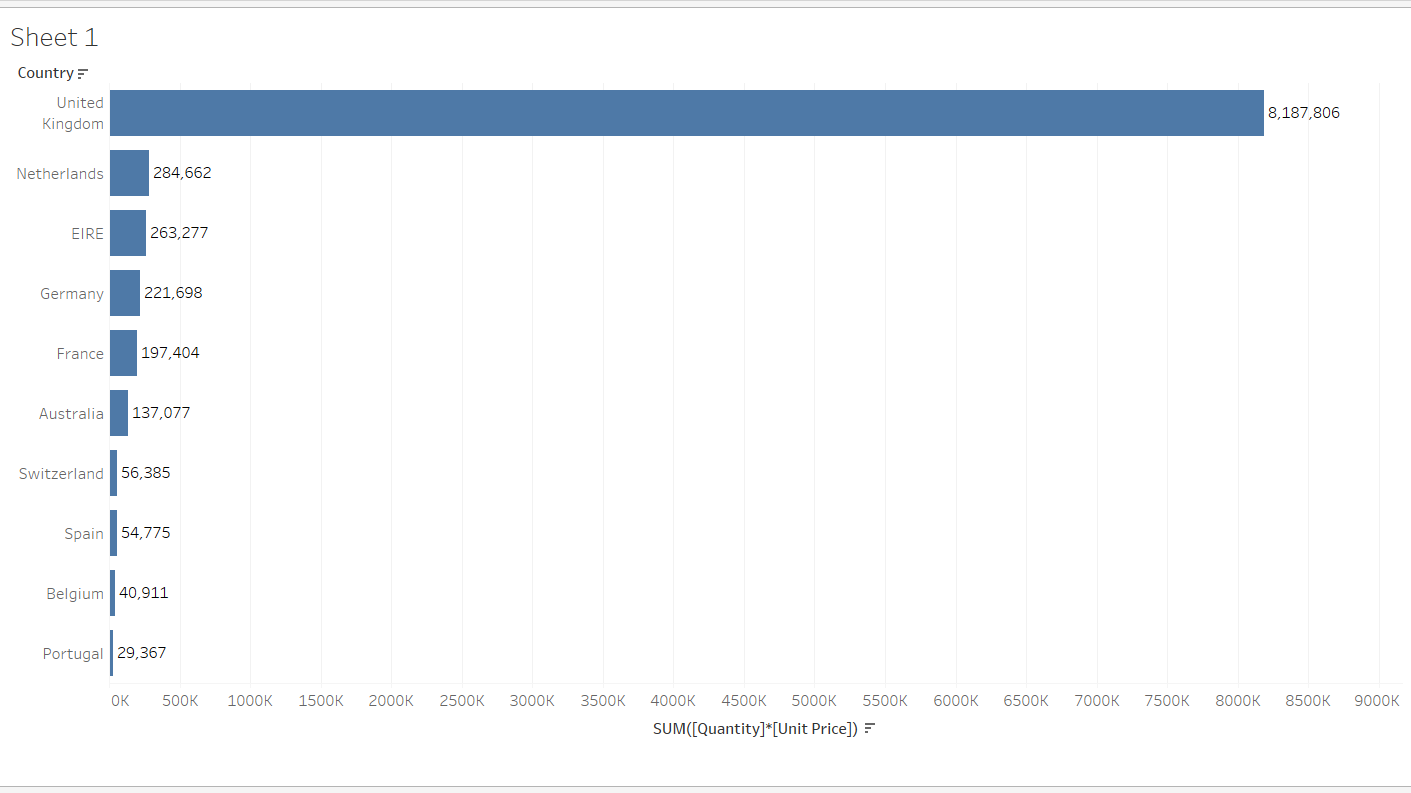 Sheet 1
Country
United
Kingdom
8,187,806
Netherlands
284,662
EIRE
263,277
Germany
221,698
France
197,404
Australia
137,077
Switzerland
56,385
Spain
54,775
Belgium
40,911
Portugal
29,367
0K 500K 1000K 1500K 2000K 2500K 3000K 3500K 4000K 4500K 5000K 5500K 6000K 6500K 7000K 7500K 8000K 8500K 9000K
SUM([Quantity]*[Unit Price])